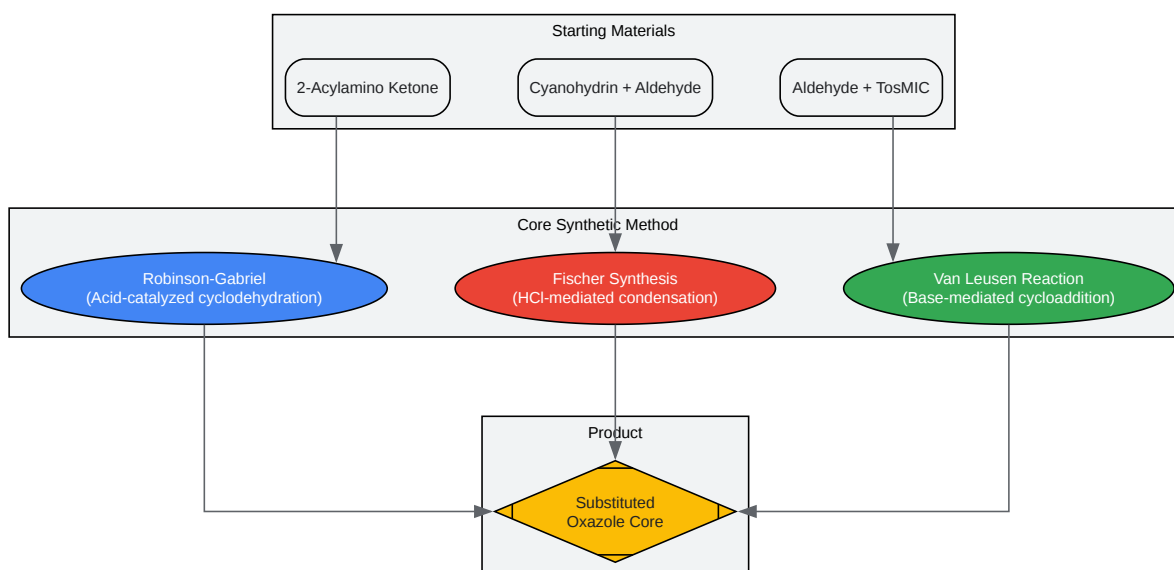 Starting Materials
2-Acylamino Ketone
Cyanohydrin + Aldehyde
Aldehyde + TosMIC
Core Synthetic Method
Robinson-Gabriel
(Acid-catalyzed cyclodehydration)
Fischer Synthesis
(HCl-mediated condensation)
Van Leusen Reaction
(Base-mediated cycloaddition)
Product
Substituted
Oxazole Core